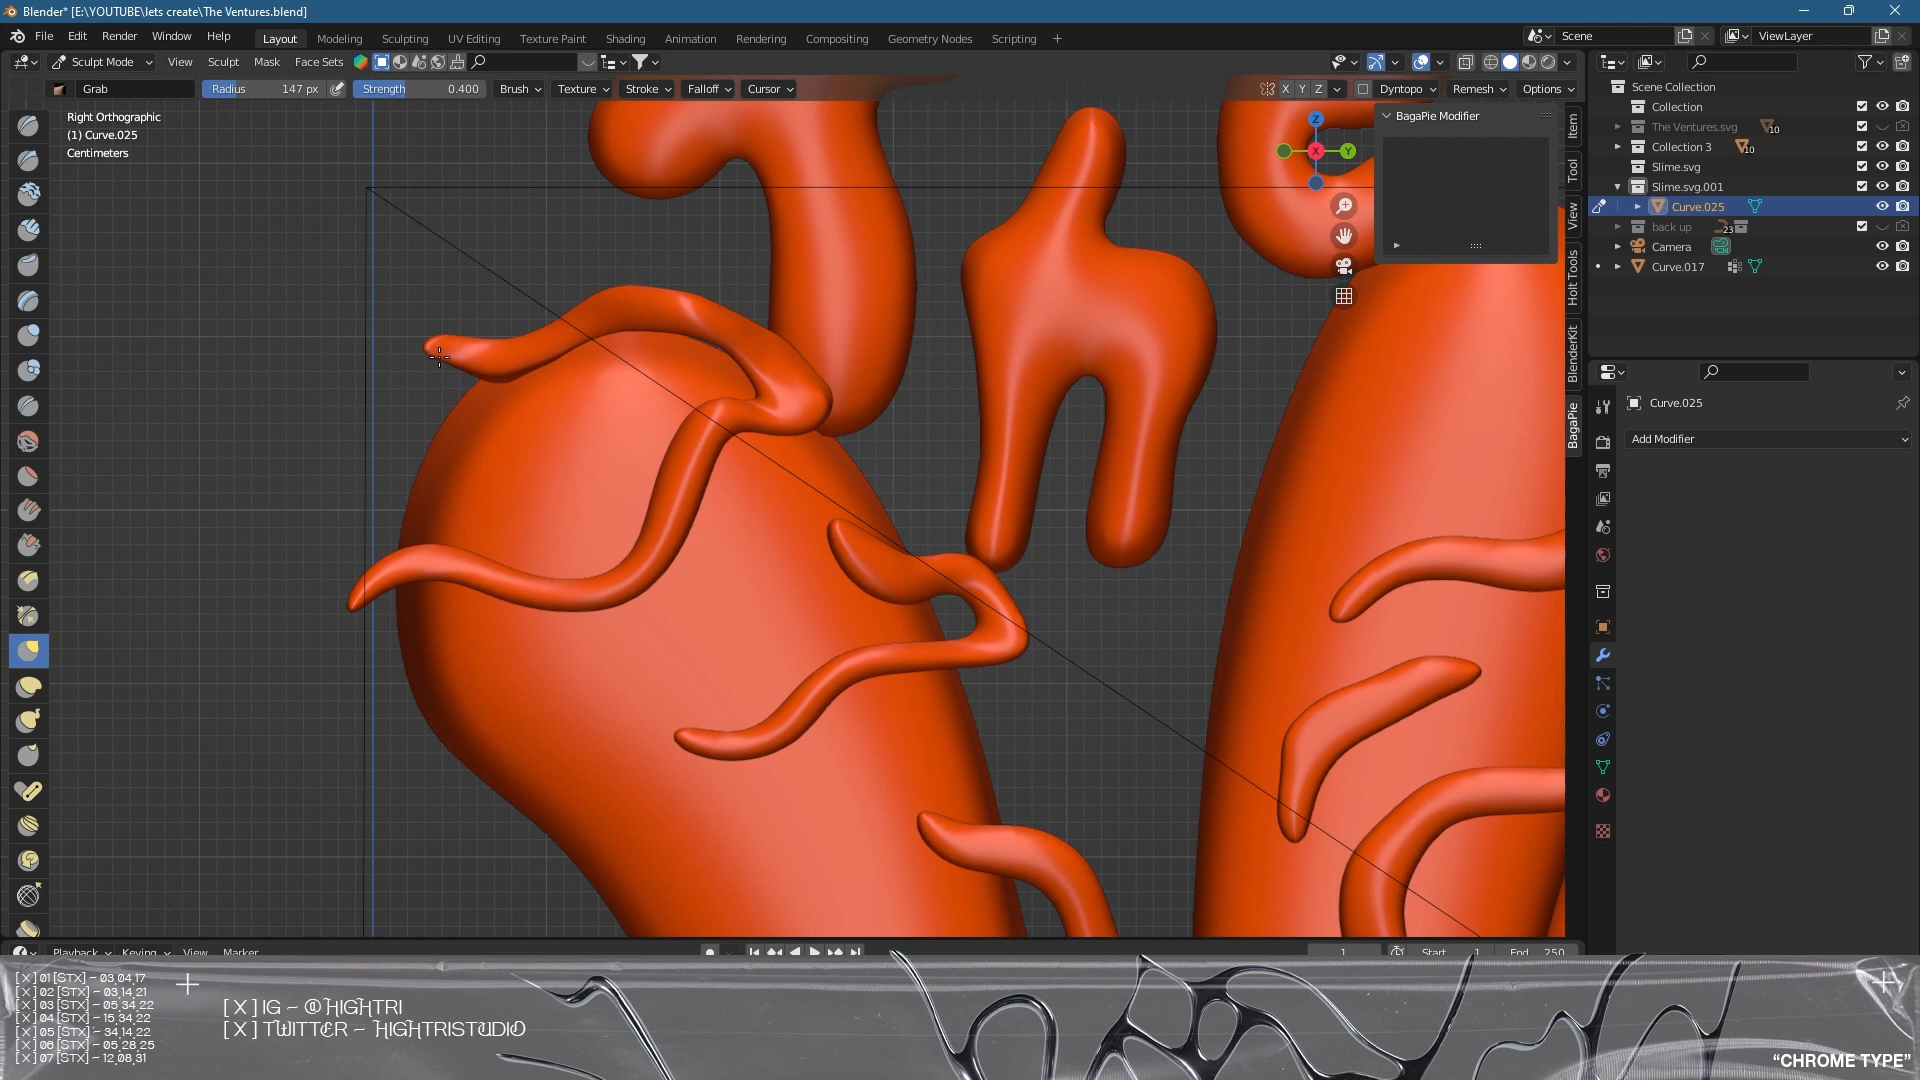 Blender* [E:\YOUTUBE\lets create\The Ventures.blend]
File Edit Render Window Help
Layout Modeling Sculpting UV Editing Texture Paint Shading Animation Rendering Compositing Geometry Nodes Scripting +
Scene ViewLayer
Sculpt Mode View Sculpt Mask Face Sets
Grab Radius 147 px Strength 0.400 Brush Texture Stroke Falloff Cursor
X Y Z Dyntopo Remesh Options
Right Orthographic
(1) Curve.025
Centimeters
BagaPie Modifier
Z
X
Y
Item
Tool
View
Holt Tools
BlenderKit
BagaPie
Scene Collection
Collection
The Ventures.svg 10
Collection 3 10
Slime.svg
Slime.svg.001
Curve.025
back up 23
Camera
Curve.017
Curve.025
Add Modifier
Playback Keying View Marker
1 Start 1 End 250
[X] 01 [STX] – 03.04.17
[X] 02 [STX] – 03.14.21
[X] 03 [STX] – 05.34.22
[X] 04 [STX] – 15.34.22
[X] 05 [STX] – 34.14.22
[X] 06 [STX] – 05.28.25
[X] 07 [STX] – 12.08.31
[X] IG – @HIGHTRI
[X] TWITTER – HIGHTRISTUDIO
“CHROME TYPE”